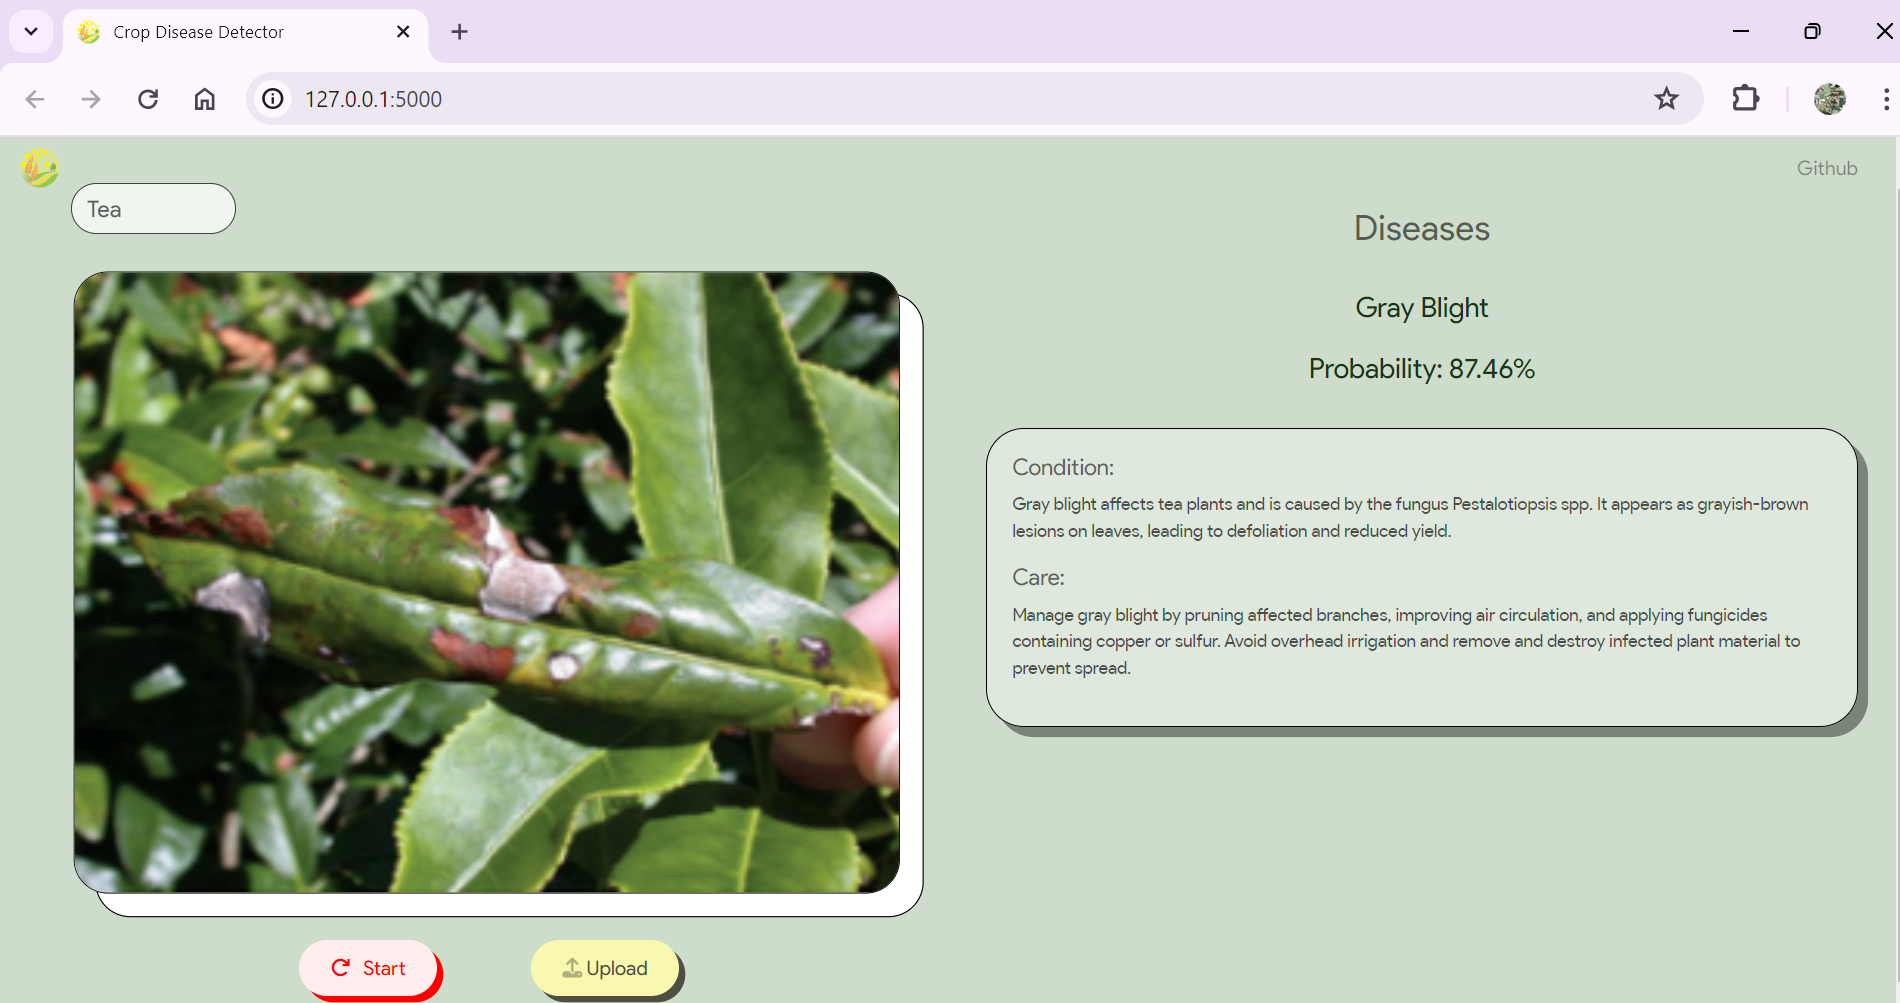 Crop Disease Detector
127.0.0.1:5000
Github
Tea
Diseases
Gray Blight
Probability: 87.46%
Condition:
Gray blight affects tea plants and is caused by the fungus Pestalotiopsis spp. It appears as grayish-brown
lesions on leaves, leading to defoliation and reduced yield.
Care:
Manage gray blight by pruning affected branches, improving air circulation, and applying fungicides
containing copper or sulfur. Avoid overhead irrigation and remove and destroy infected plant material to
prevent spread.
Start
Upload